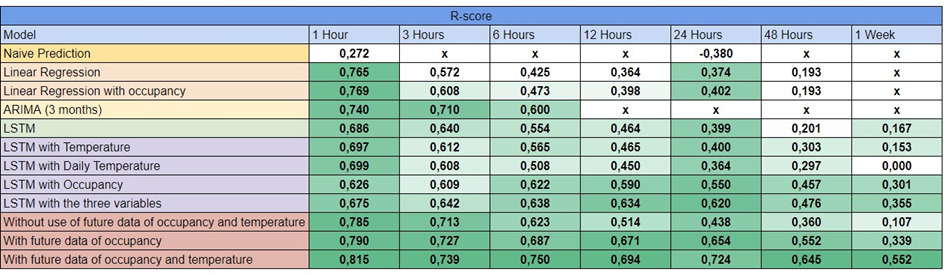 R-score
Model 1 Hour 3 Hours 6 Hours 12 Hours 24 Hours 48 Hours 1 Week
Naive Prediction 0,272 x x x -0,380 x x
Linear Regression 0,765 0,572 0,425 0,364 0,374 0,193 x
Linear Regression with occupancy 0,769 0,608 0,473 0,398 0,402 0,193 x
ARIMA (3 months) 0,740 0,710 0,600 x x x x
LSTM 0,686 0,640 0,554 0,464 0,399 0,201 0,167
LSTM with Temperature 0,697 0,612 0,565 0,465 0,400 0,303 0,153
LSTM with Daily Temperature 0,699 0,608 0,508 0,450 0,364 0,297 0,000
LSTM with Occupancy 0,626 0,609 0,622 0,590 0,550 0,457 0,301
LSTM with the three variables 0,675 0,642 0,638 0,634 0,620 0,476 0,355
Without use of future data of occupancy and temperature 0,785 0,713 0,623 0,514 0,438 0,360 0,107
With future data of occupancy 0,790 0,727 0,687 0,671 0,654 0,552 0,339
With future data of occupancy and temperature 0,815 0,739 0,750 0,694 0,724 0,645 0,552